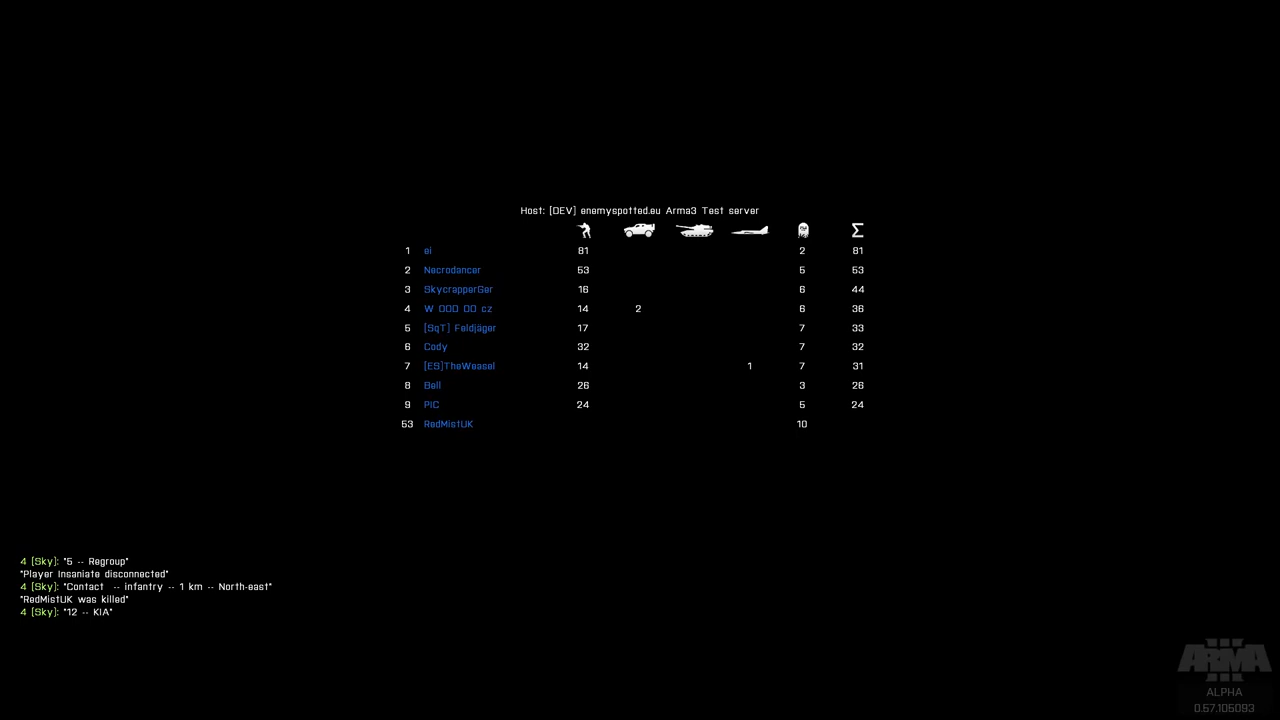 Host: [DEV] enemyspotted.eu Arma3 Test server
Σ
1 ei 81 2 81
2 Necrodancer 53 5 53
3 SkycrapperGer 16 6 44
4 W 000 00 cz 14 2 6 36
5 [SqT] Feldjäger 17 7 33
6 Cody 32 7 32
7 [ES]TheWeasel 14 1 7 31
8 Bell 26 3 26
9 PIC 24 5 24
53 RedMistUK 10
4 [Sky]: "5 -- Regroup"
"Player Insaniate disconnected"
4 [Sky]: "Contact -- infantry -- 1 km -- North-east"
"RedMistUK was killed"
4 [Sky]: "12 -- KIA"
ARMA III
ALPHA
0.57.105093